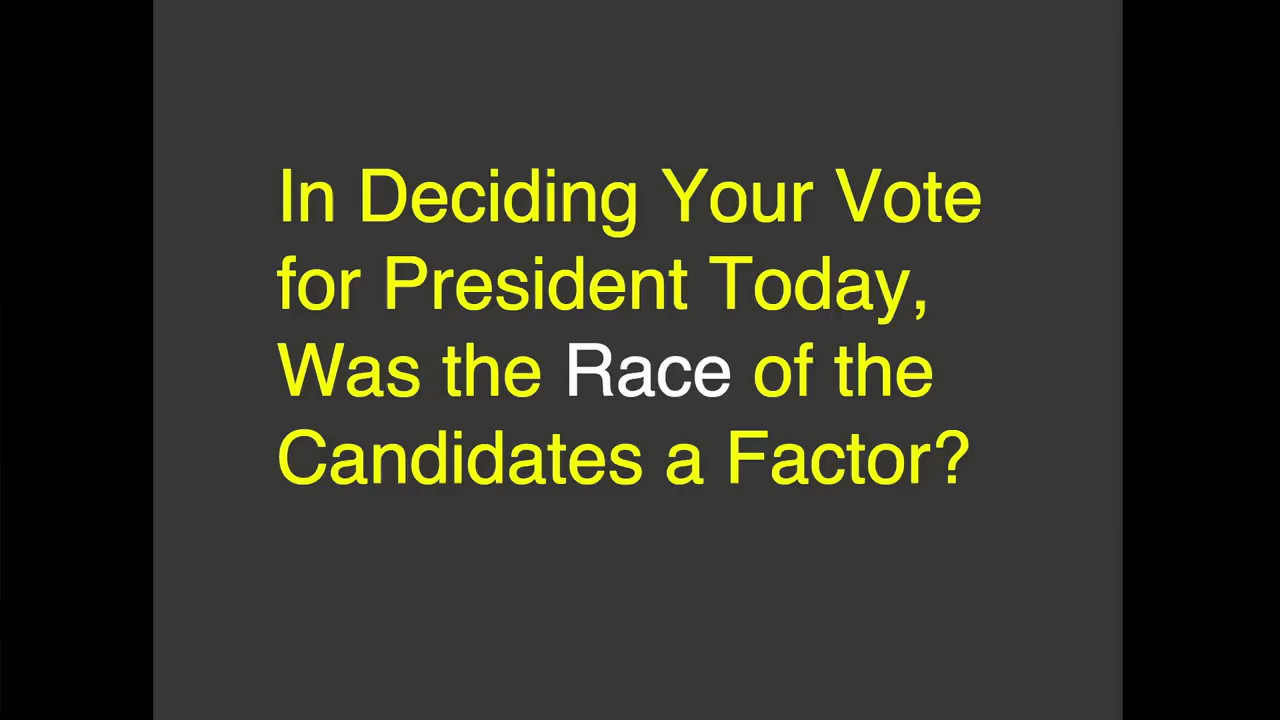 In Deciding Your Vote
for President Today,
Was the Race of the
Candidates a Factor?